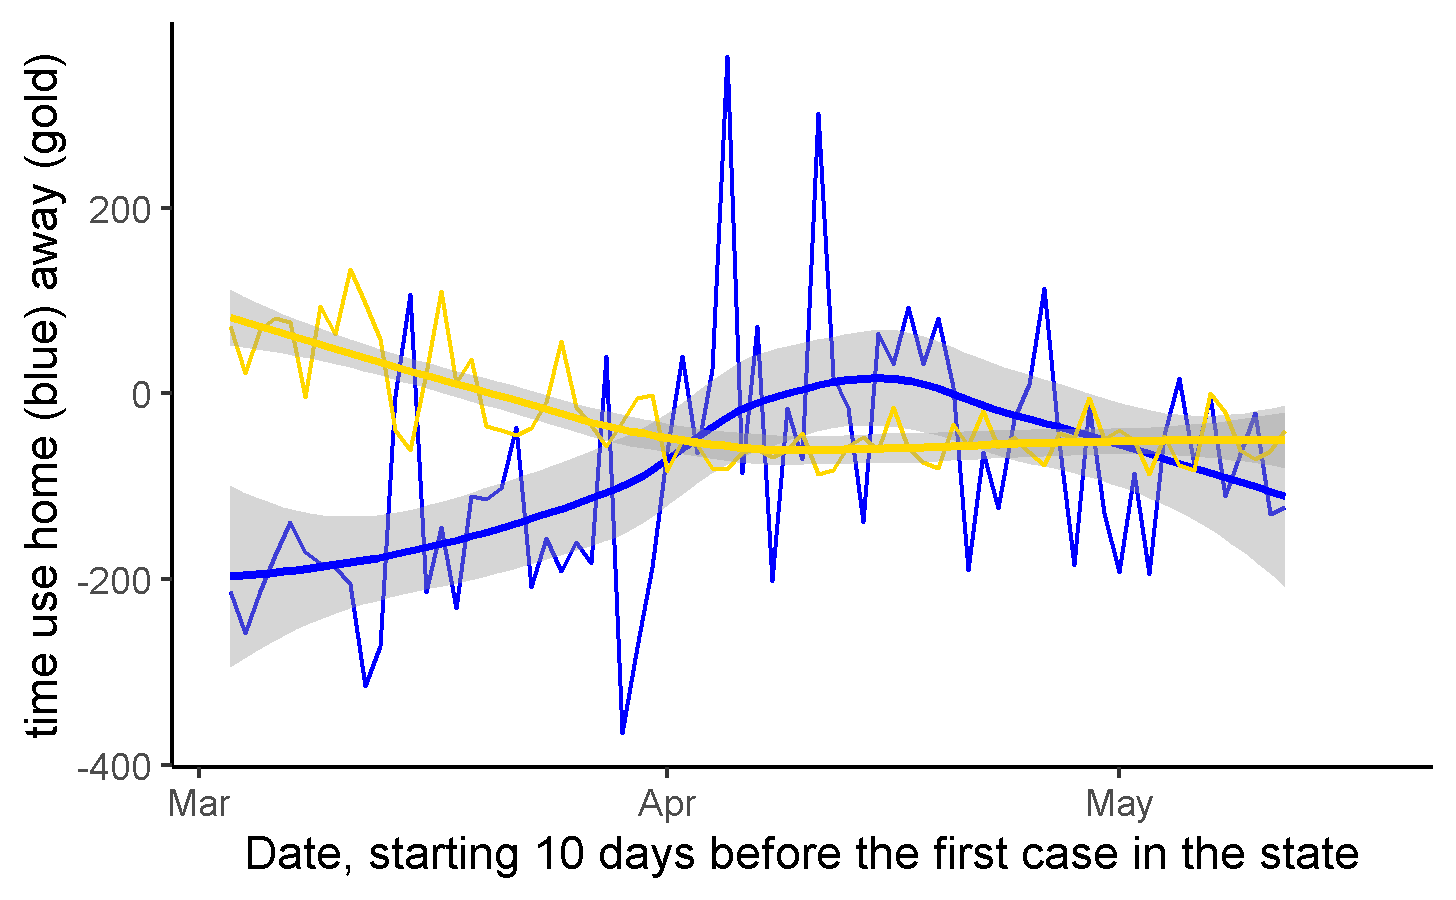 time use home (blue) away (gold)
200
0
-200
-400
Mar
Apr
May
Date, starting 10 days before the first case in the state